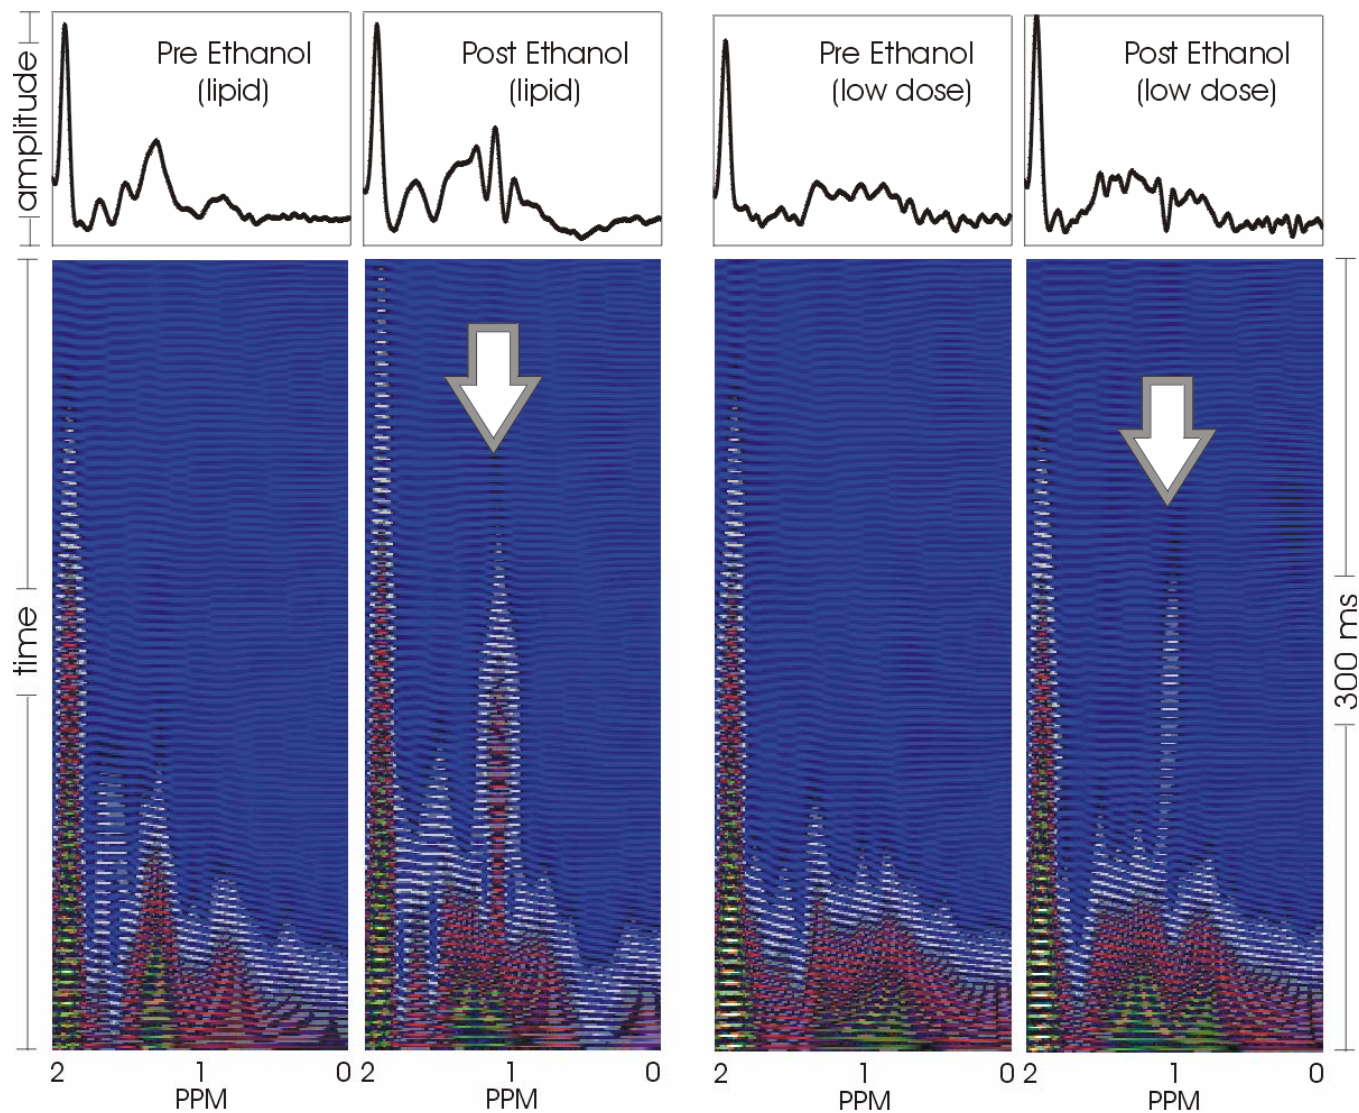 Pre Ethanol
(lipid)
Post Ethanol
(lipid)
Pre Ethanol
(low dose)
Post Ethanol
(low dose)
amplitude
time
300 ms
2 1 0
PPM
2 1 0
PPM
2 1 0
PPM
2 1 0
PPM